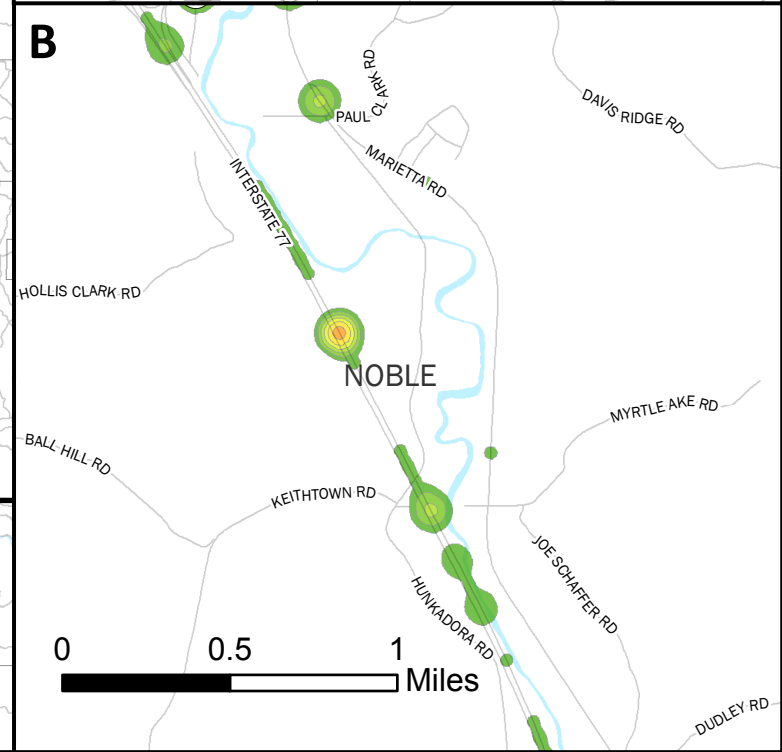 B
PAUL CLARK RD
DAVIS RIDGE RD
MARIETTA RD
INTERSTATE 77
HOLLIS CLARK RD
NOBLE
MYRTLE AKE RD
BALL HILL RD
KEITHTOWN RD
JOE SCHAFFER RD
HUNKADORA RD
0 0.5 1
Miles
DUDLEY RD